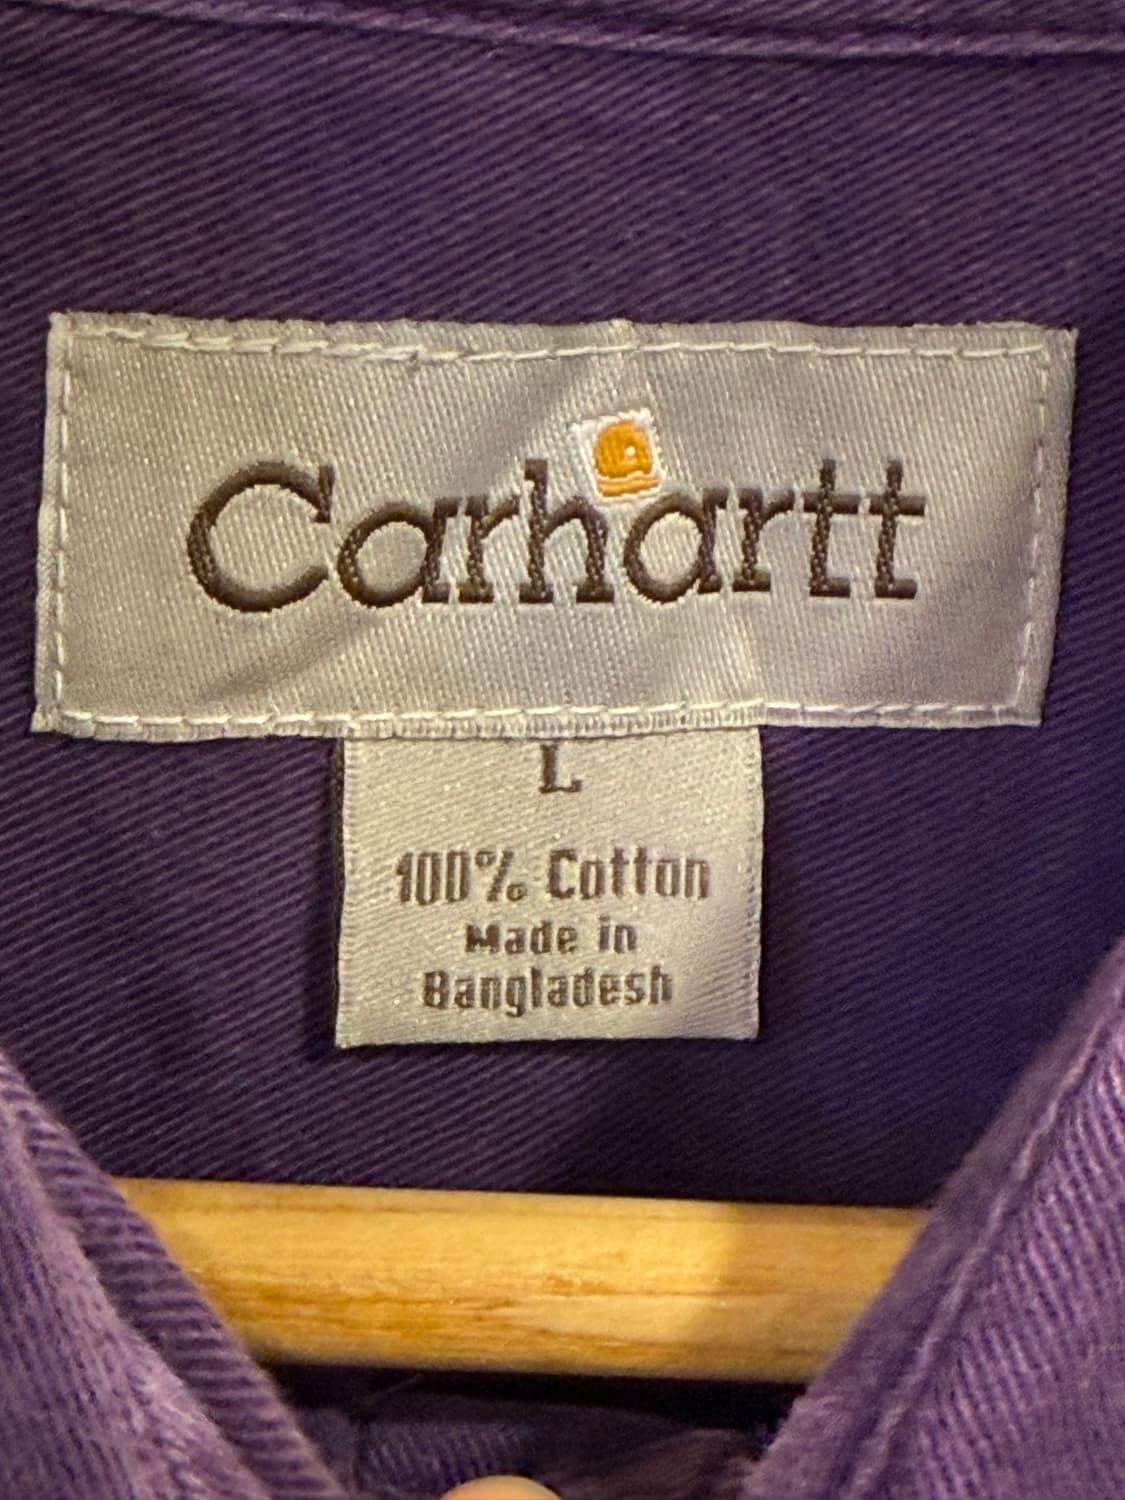 Carhartt
L
100% Cotton
Made in
Bangladesh